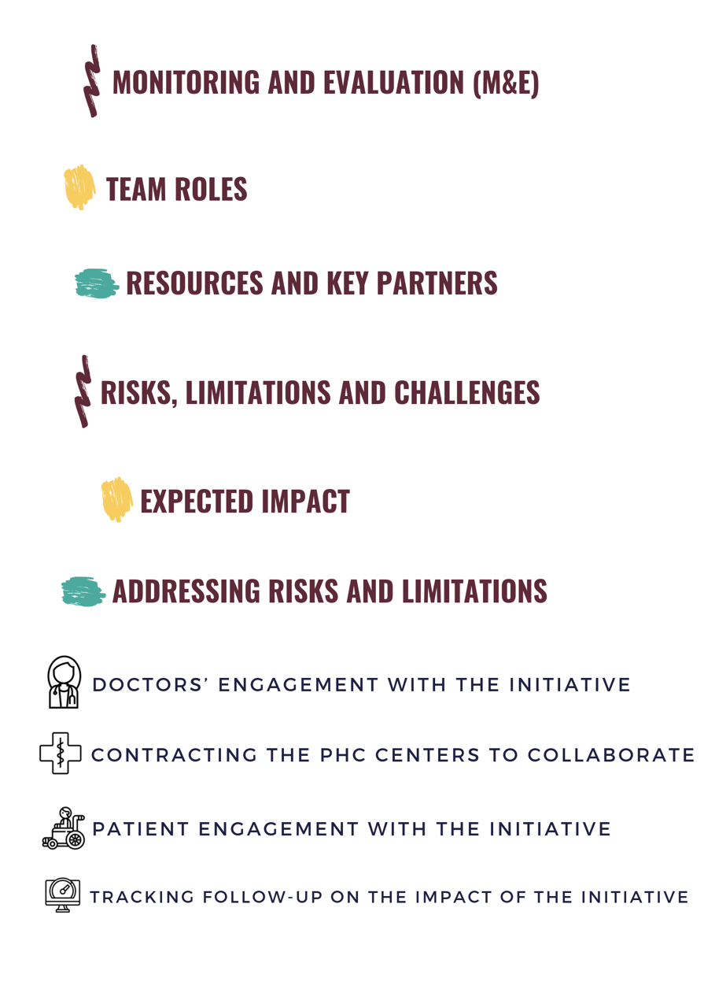 MONITORING AND EVALUATION (M&E)
TEAM ROLES
RESOURCES AND KEY PARTNERS
RISKS, LIMITATIONS AND CHALLENGES
EXPECTED IMPACT
ADDRESSING RISKS AND LIMITATIONS
DOCTORS’ ENGAGEMENT WITH THE INITIATIVE
CONTRACTING THE PHC CENTERS TO COLLABORATE
PATIENT ENGAGEMENT WITH THE INITIATIVE
TRACKING FOLLOW-UP ON THE IMPACT OF THE INITIATIVE